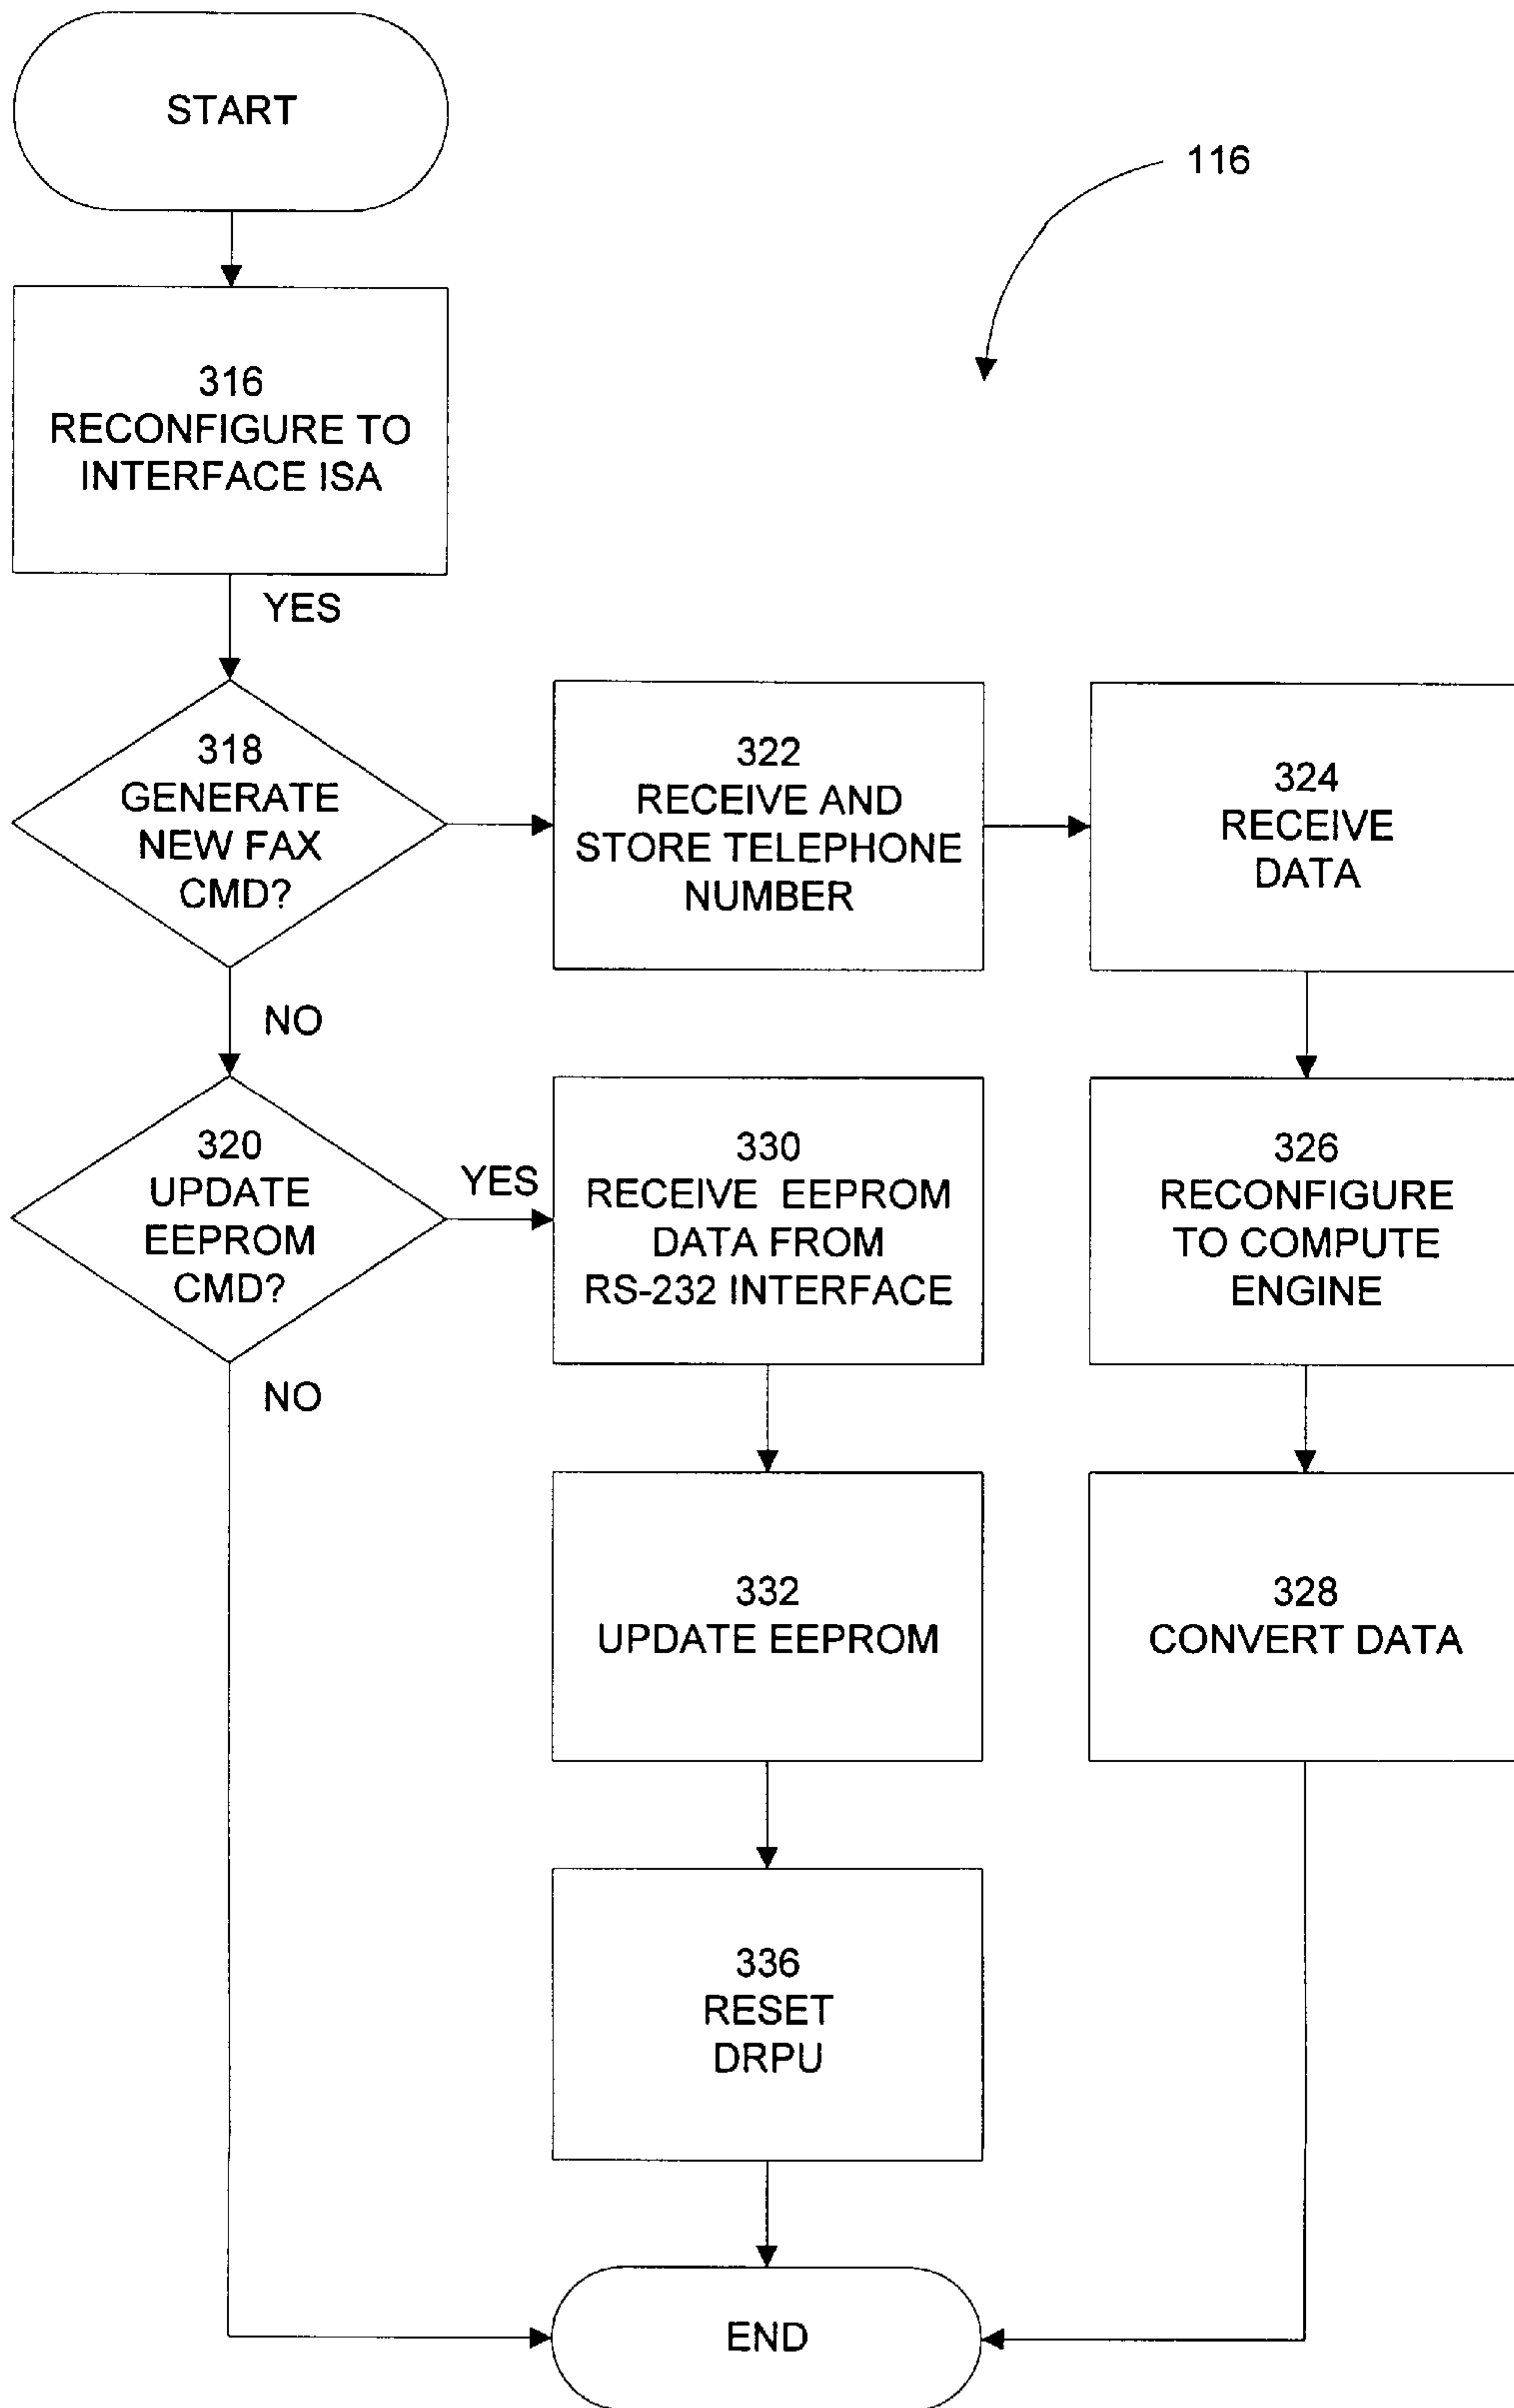 START
116
316
RECONFIGURE TO
INTERFACE ISA
YES
318
GENERATE
NEW FAX
CMD?
322
RECEIVE AND
STORE TELEPHONE
NUMBER
324
RECEIVE
DATA
NO
320
UPDATE
EEPROM
CMD?
YES
330
RECEIVE EEPROM
DATA FROM
RS-232 INTERFACE
326
RECONFIGURE
TO COMPUTE
ENGINE
NO
332
UPDATE EEPROM
328
CONVERT DATA
336
RESET
DRPU
END